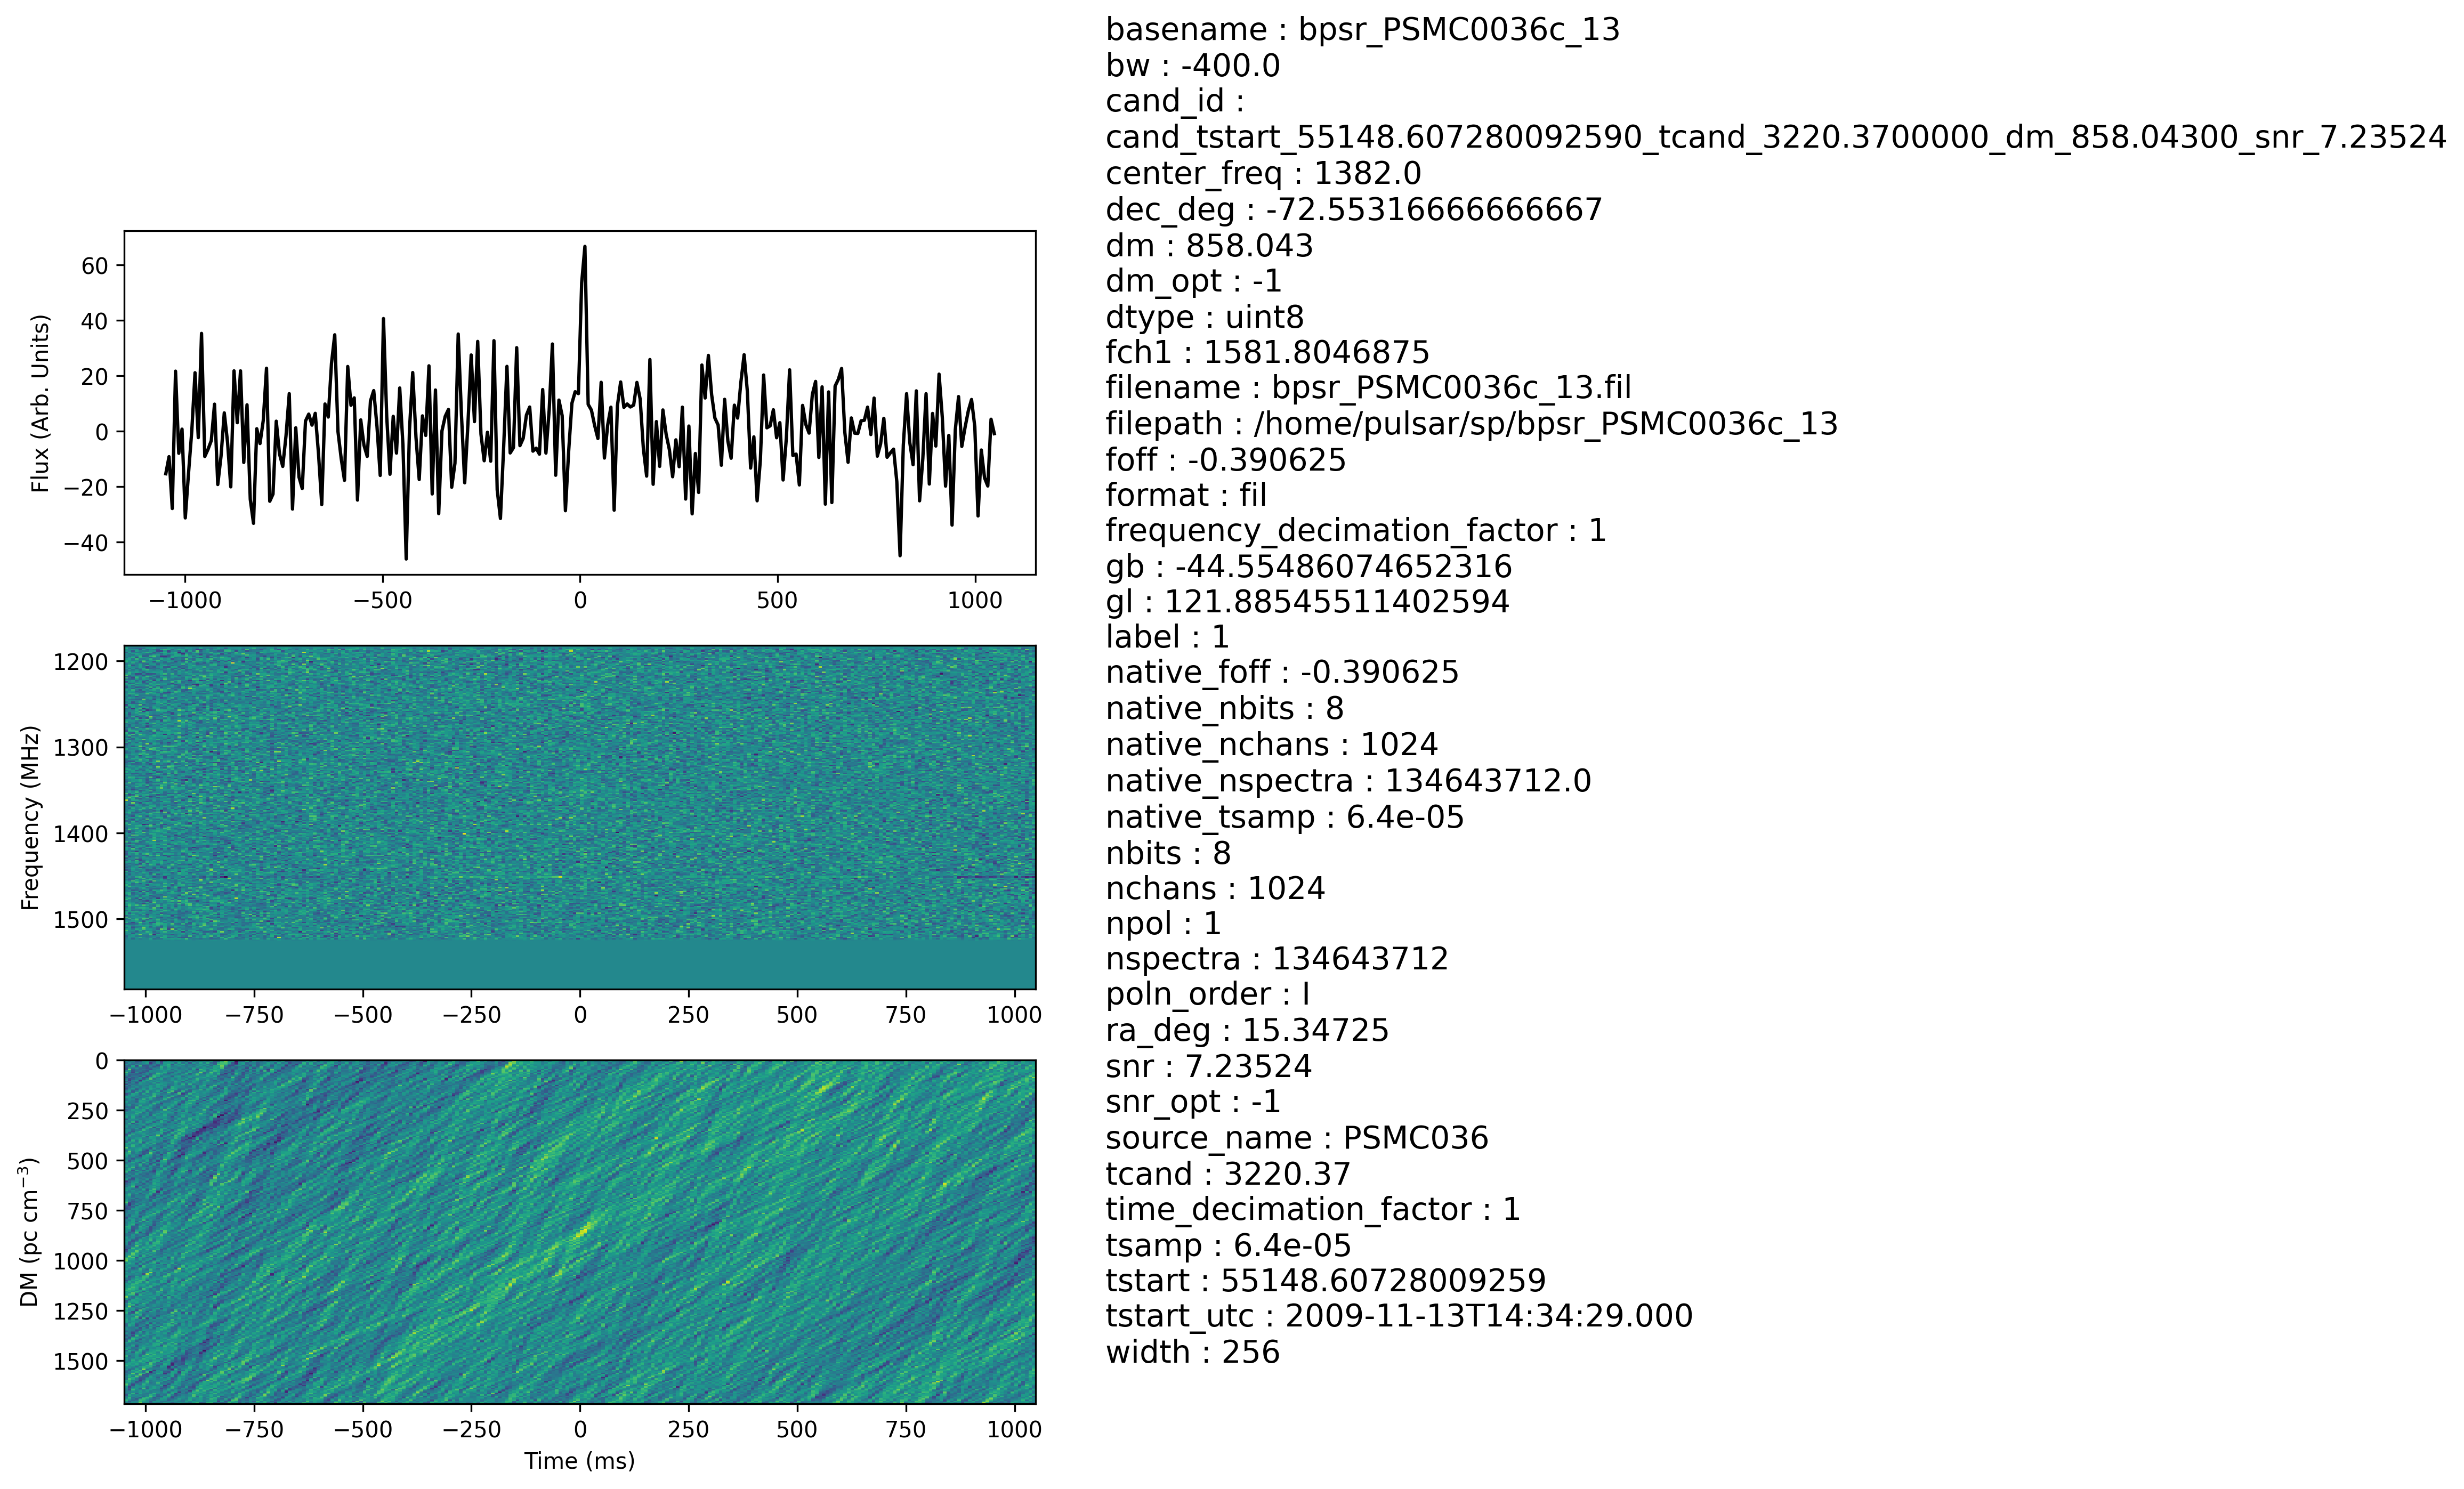 basename : bpsr_PSMC0036c_13
bw : -400.0
cand_id :
cand_tstart_55148.607280092590_tcand_3220.3700000_dm_858.04300_snr_7.23524
center_freq : 1382.0
dec_deg : -72.55316666666667
dm : 858.043
dm_opt : -1
dtype : uint8
fch1 : 1581.8046875
filename : bpsr_PSMC0036c_13.fil
filepath : /home/pulsar/sp/bpsr_PSMC0036c_13
foff : -0.390625
format : fil
frequency_decimation_factor : 1
gb : -44.55486074652316
gl : 121.88545511402594
label : 1
native_foff : -0.390625
native_nbits : 8
native_nchans : 1024
native_nspectra : 134643712.0
native_tsamp : 6.4e-05
nbits : 8
nchans : 1024
npol : 1
nspectra : 134643712
poln_order : I
ra_deg : 15.34725
snr : 7.23524
snr_opt : -1
source_name : PSMC036
tcand : 3220.37
time_decimation_factor : 1
tsamp : 6.4e-05
tstart : 55148.60728009259
tstart_utc : 2009-11-13T14:34:29.000
width : 256
Flux (Arb. Units)
60
40
20
0
−20
−40
−1000 −500 0 500 1000
Frequency (MHz)
1200
1300
1400
1500
−1000 −750 −500 −250 0 250 500 750 1000
DM (pc cm⁻³)
0
250
500
750
1000
1250
1500
−1000 −750 −500 −250 0 250 500 750 1000
Time (ms)